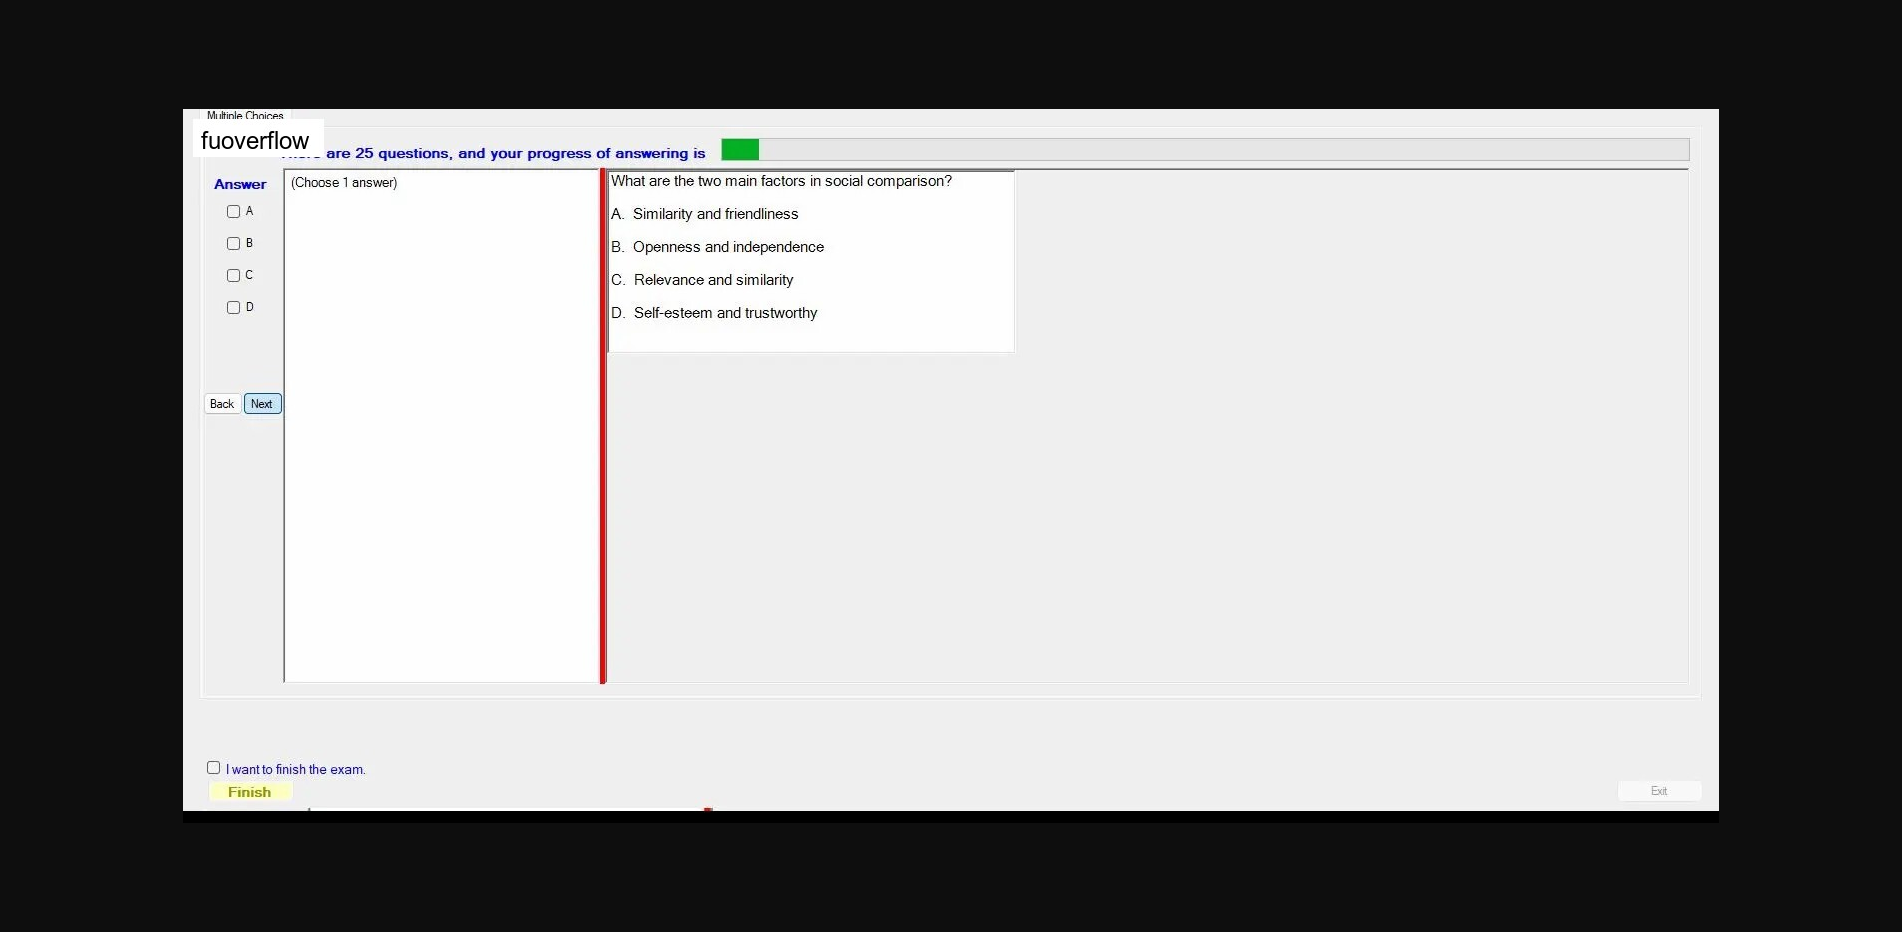 Multiple Choices
fuoverflow
are 25 questions, and your progress of answering is
Answer
(Choose 1 answer)
What are the two main factors in social comparison?
A
A. Similarity and friendliness
B
B. Openness and independence
C
C. Relevance and similarity
D
D. Self-esteem and trustworthy
Back Next
I want to finish the exam.
Finish
Exit